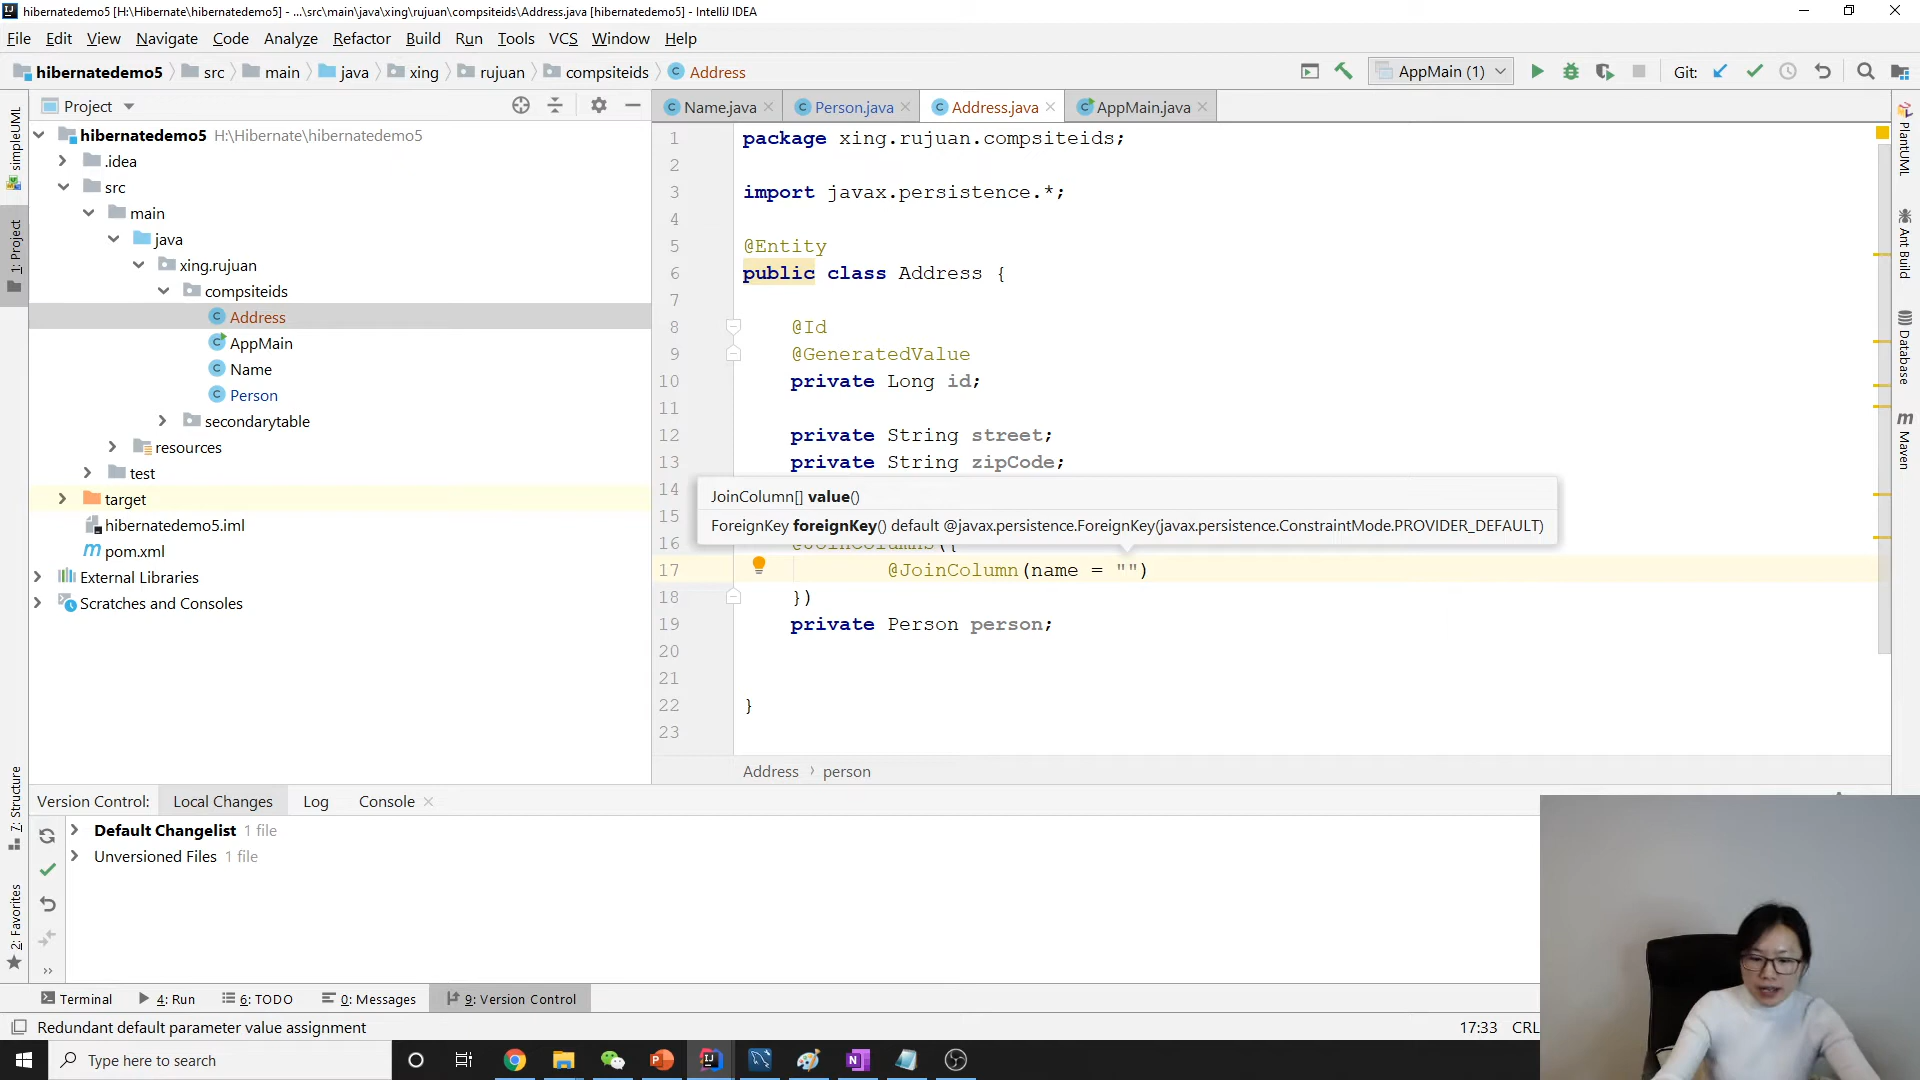 hibernatedemo5 [H:\Hibernate\hibernatedemo5] - ...\src\main\java\xing\rujuan\compsiteids\Address.java [hibernatedemo5] - IntelliJ IDEA
File Edit View Navigate Code Analyze Refactor Build Run Tools VCS Window Help
hibernatedemo5 src main java xing rujuan compsiteids Address
AppMain (1)
Git:
Project
Name.java Person.java Address.java AppMain.java
simpleUML
1: Project
7: Structure
2: Favorites
hibernatedemo5 H:\Hibernate\hibernatedemo5
.idea
src
main
java
xing.rujuan
compsiteids
Address
AppMain
Name
Person
secondarytable
resources
test
target
hibernatedemo5.iml
pom.xml
External Libraries
Scratches and Consoles
1 package xing.rujuan.compsiteids;
2
3 import javax.persistence.*;
4
5 @Entity
6 public class Address {
7
8 @Id
9 @GeneratedValue
10 private Long id;
11
12 private String street;
13 private String zipCode;
14
15
JoinColumn[] value()
ForeignKey foreignKey() default @javax.persistence.ForeignKey(javax.persistence.ConstraintMode.PROVIDER_DEFAULT)
16 @JoinColumns({
17 @JoinColumn(name = "")
18 })
19 private Person person;
20
21
22 }
23
Address › person
PlantUML
Ant Build
Database
Maven
Version Control: Local Changes Log Console
Default Changelist 1 file
Unversioned Files 1 file
Terminal 4: Run 6: TODO 0: Messages 9: Version Control
Redundant default parameter value assignment
17:33 CRL
Type here to search